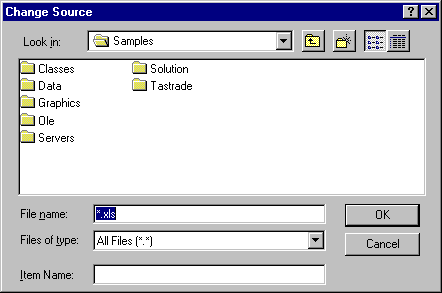 Change Source
Look in: Samples
Classes Solution
Data Tastrade
Graphics
Ole
Servers
File name: *.xls OK
Files of type: All Files (*.*) Cancel
Item Name: